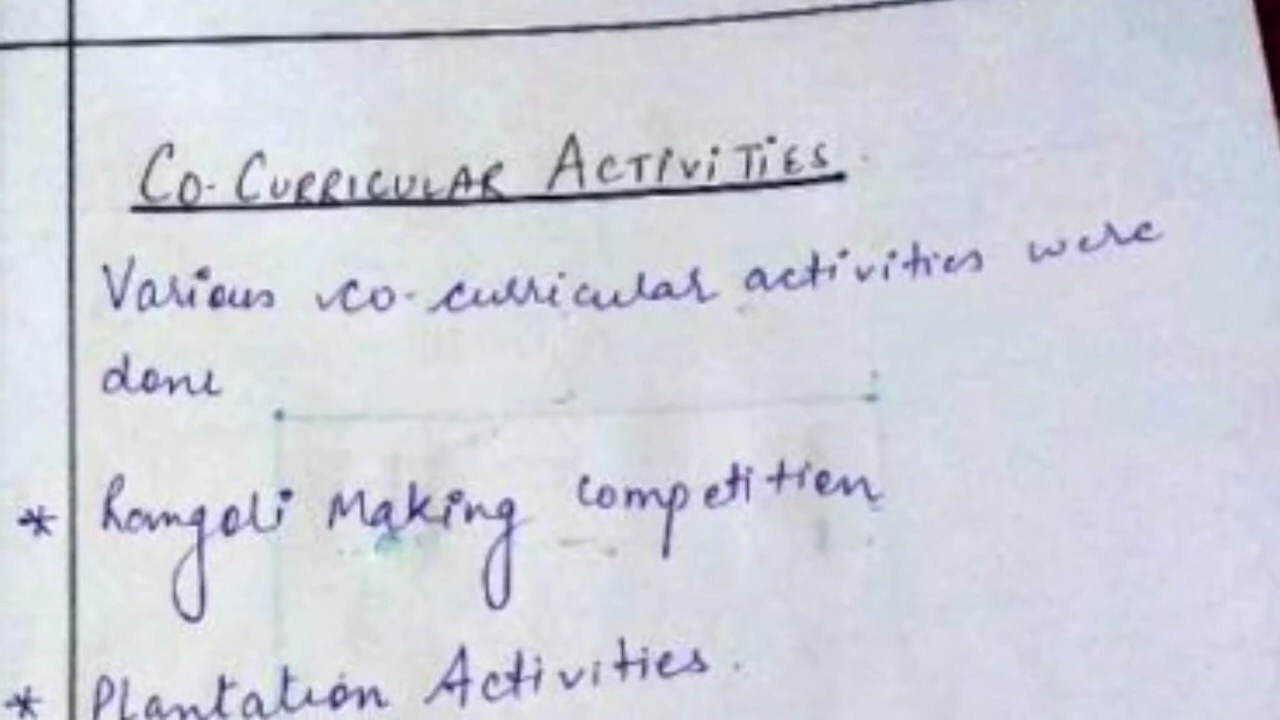 CO-CURRICULAR ACTIVITIES.
Various co-curricular activities were
done
* Rangoli Making competition
* Plantation Activities.